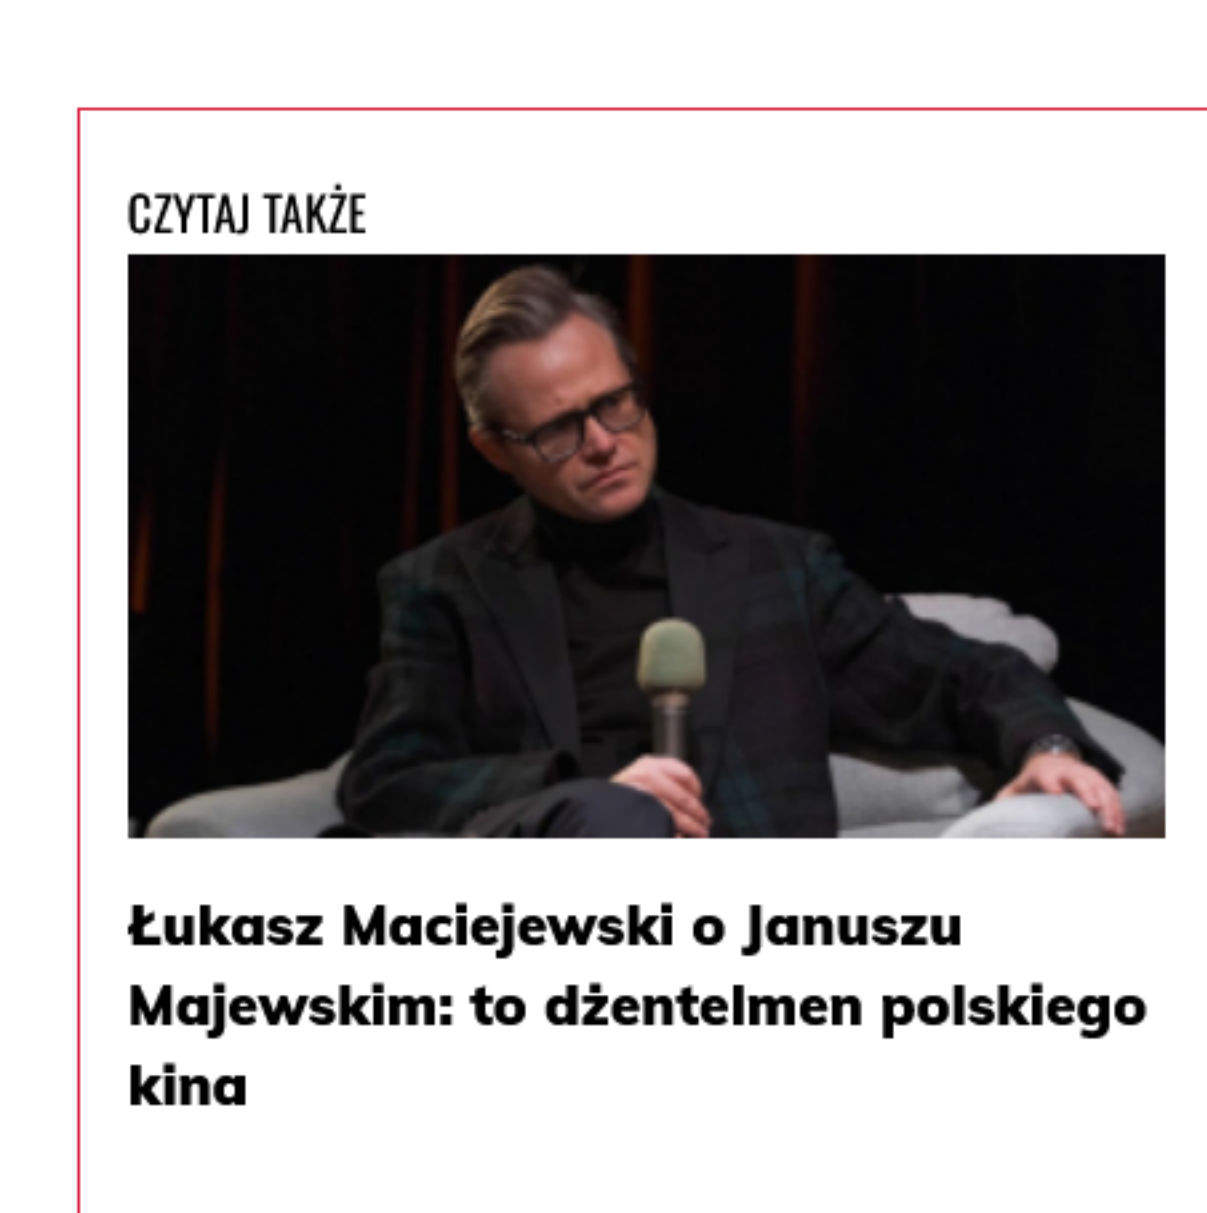 CZYTAJ TAKŻE
Łukasz Maciejewski o Januszu
Majewskim: to dżentelmen polskiego
kina